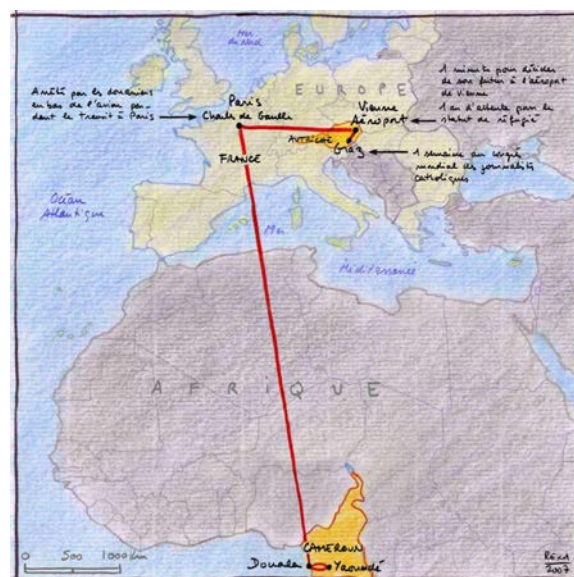 Mer
du Nord
EUROPE
Arrêté par les douaniers
en bas de l'avion pen-
dant le transit à Paris
Paris
Charles de Gaulle
Vienne
Aéroport
1 minute pour décider
de son futur à l'aéroport
de Vienne
1 an d'attente pour le
statut de réfugié
AUTRICHE
Graz
1 semaine au congrès
mondial des journalistes
catholiques
FRANCE
Océan
Atlantique
Mer
Méditerranée
AFRIQUE
CAMEROUN
Douala
Yaoundé
0 500 1000 km
2007